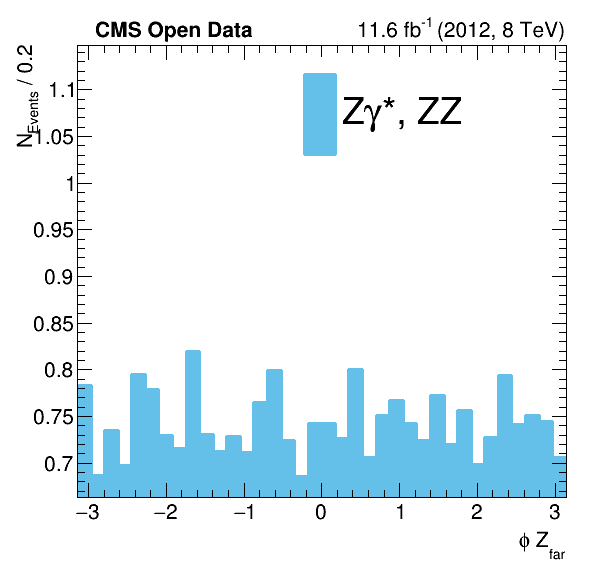 CMS Open Data 11.6 fb⁻¹ (2012, 8 TeV)
N_Events / 0.2
Zγ*, ZZ
1.1
1.05
1
0.95
0.9
0.85
0.8
0.75
0.7
−3 −2 −1 0 1 2 3
ϕ Z_far